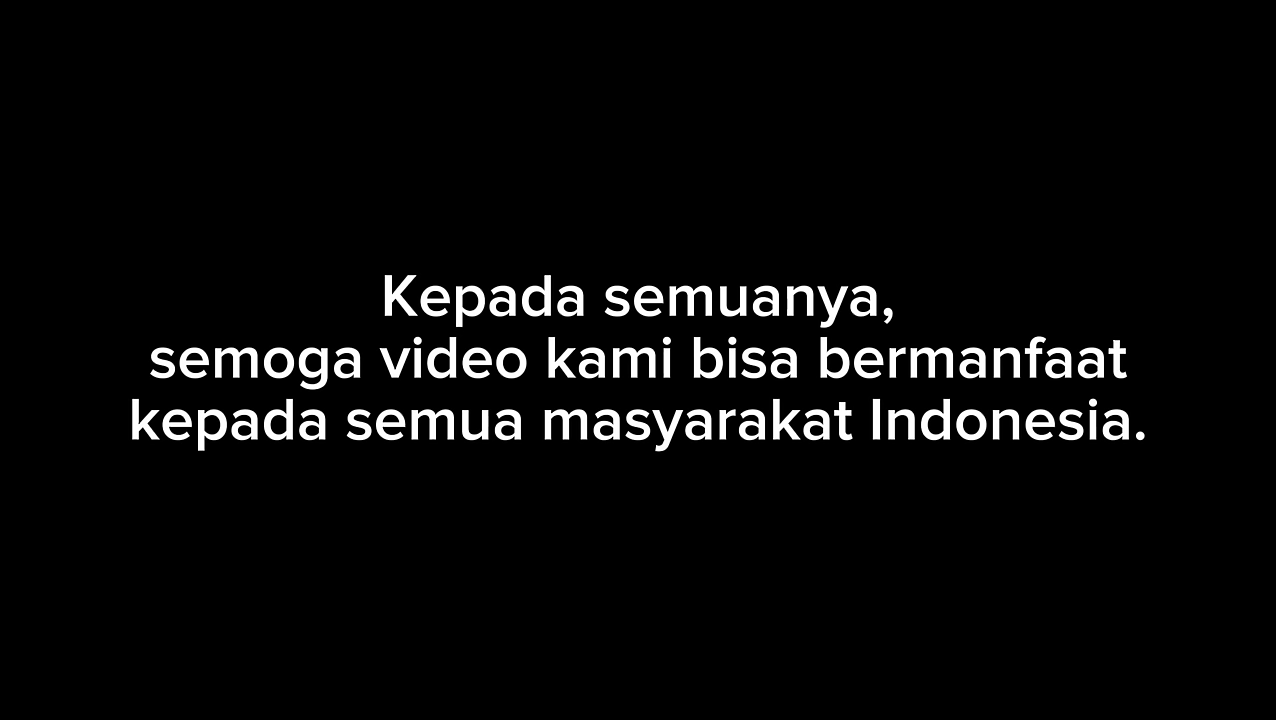 Kepada semuanya,
semoga video kami bisa bermanfaat
kepada semua masyarakat Indonesia.